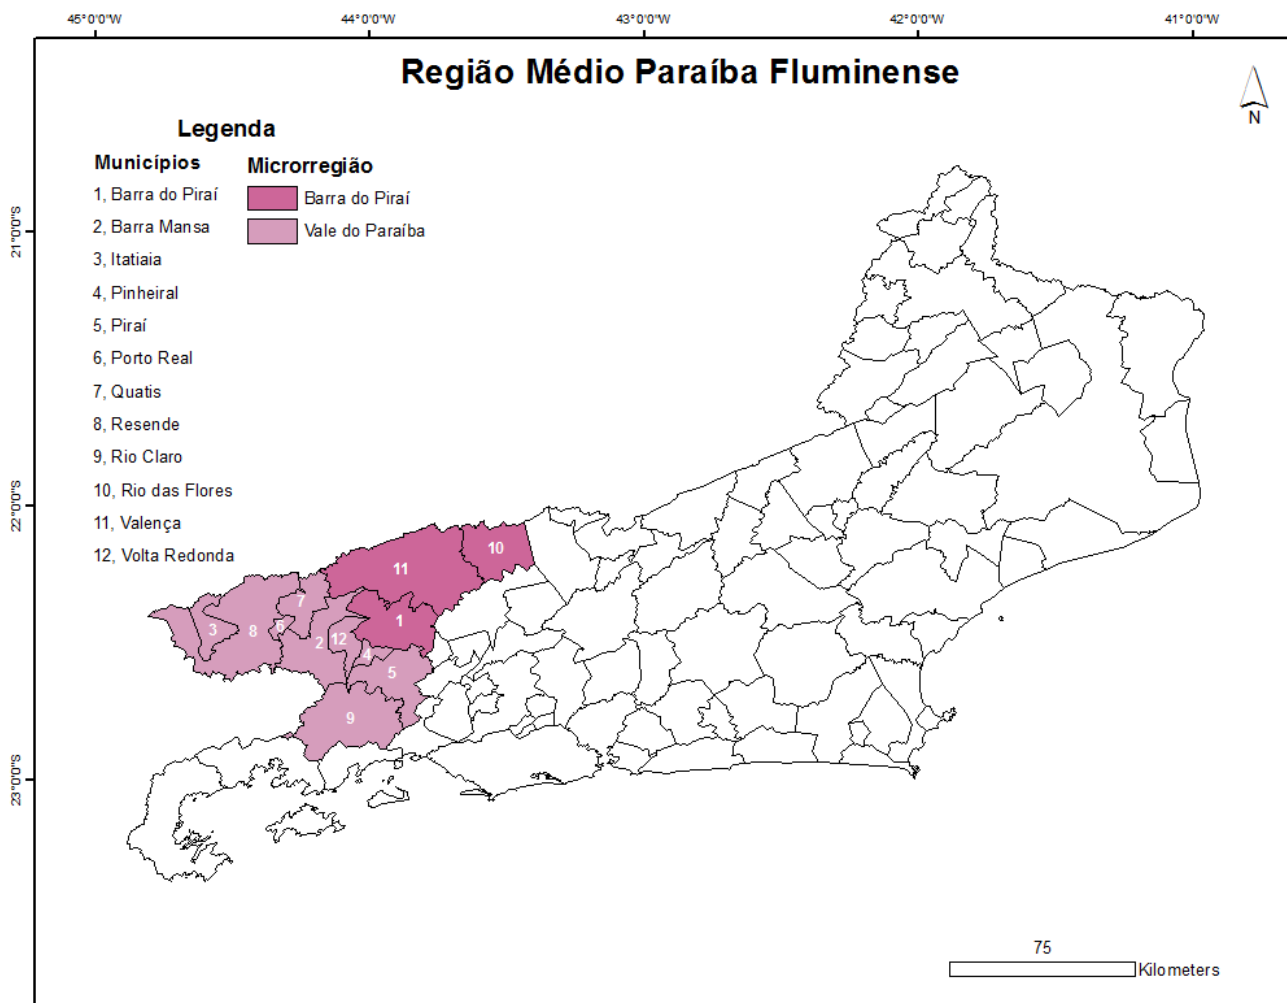 45°0'0"W 44°0'0"W 43°0'0"W 42°0'0"W 41°0'0"W
Região Médio Paraíba Fluminense
N
Legenda
Municípios
1, Barra do Piraí
2, Barra Mansa
3, Itatiaia
4, Pinheiral
5, Piraí
6, Porto Real
7, Quatis
8, Resende
9, Rio Claro
10, Rio das Flores
11, Valença
12, Volta Redonda
Microrregião
Barra do Piraí
Vale do Paraíba
21°0'0"S
22°0'0"S
23°0'0"S
10
11
7
1
3
8
6
2
12
4
5
9
75
Kilometers